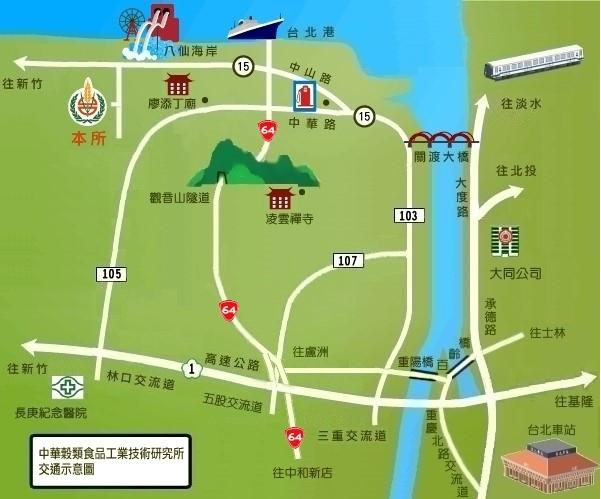 八仙海岸
台北港
往新竹
15
中山路
往淡水
廖添丁廟
本所
64
中華路
15
關渡大橋
往北投
大度路
觀音山隧道
凌雲禪寺
103
107
大同公司
105
64
承德路
往士林
橋
齡
百
往新竹
1
高速公路
往蘆洲
重陽橋
林口交流道
長庚紀念醫院
五股交流道
三重交流道
重慶北路交流道
往基隆
台北車站
64
往中和新店
中華穀類食品工業技術研究所
交通示意圖